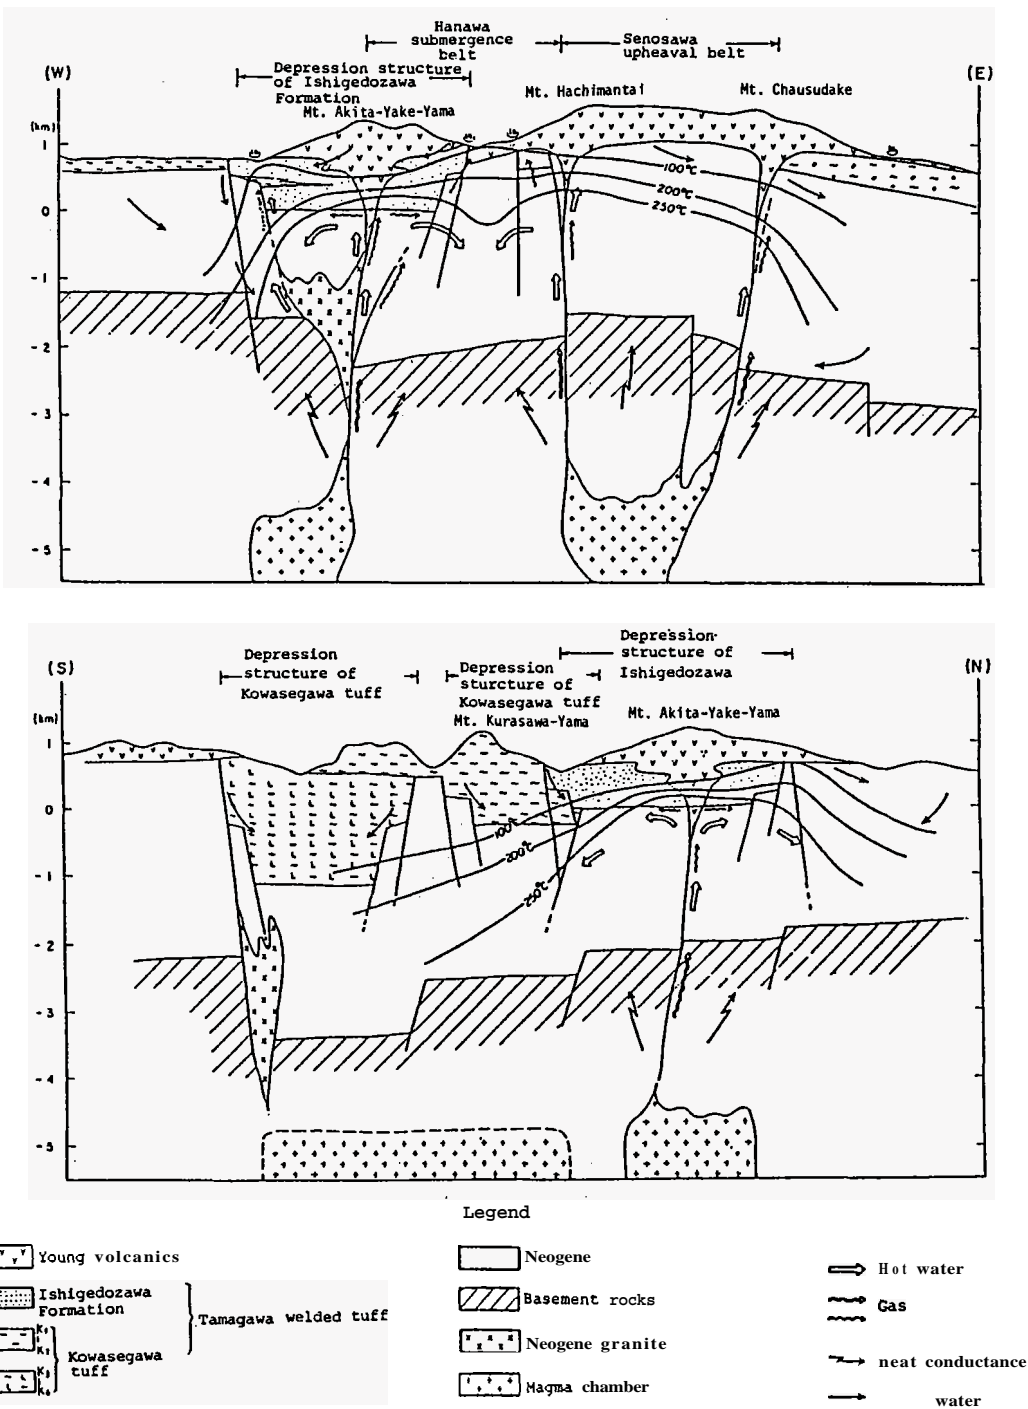 Hanawa
submergence
belt
Senosawa
upheaval belt
(W)
Depression structure
of Ishigedozawa
Formation
(E)
Mt. Akita-Yake-Yama
Mt. Hachimantai
Mt. Chausudake
(km)
1
0
-1
-2
-3
-4
-5
100℃
200℃
250℃
(S)
Depression
structure of
Kowasegawa tuff
Depression
sturcture of
Kowasegawa tuff
Depression-
structure of
Ishigedozawa
(N)
Mt. Kurasawa-Yama
Mt. Akita-Yake-Yama
(km)
1
0
-1
-2
-3
-4
-5
100℃
200℃
250℃
Legend
Young volcanics
Ishigedozawa
Formation
Kowasegawa
tuff
Tamagawa welded tuff
Neogene
Basement rocks
Neogene granite
Magma chamber
Hot water
Gas
neat conductance
water